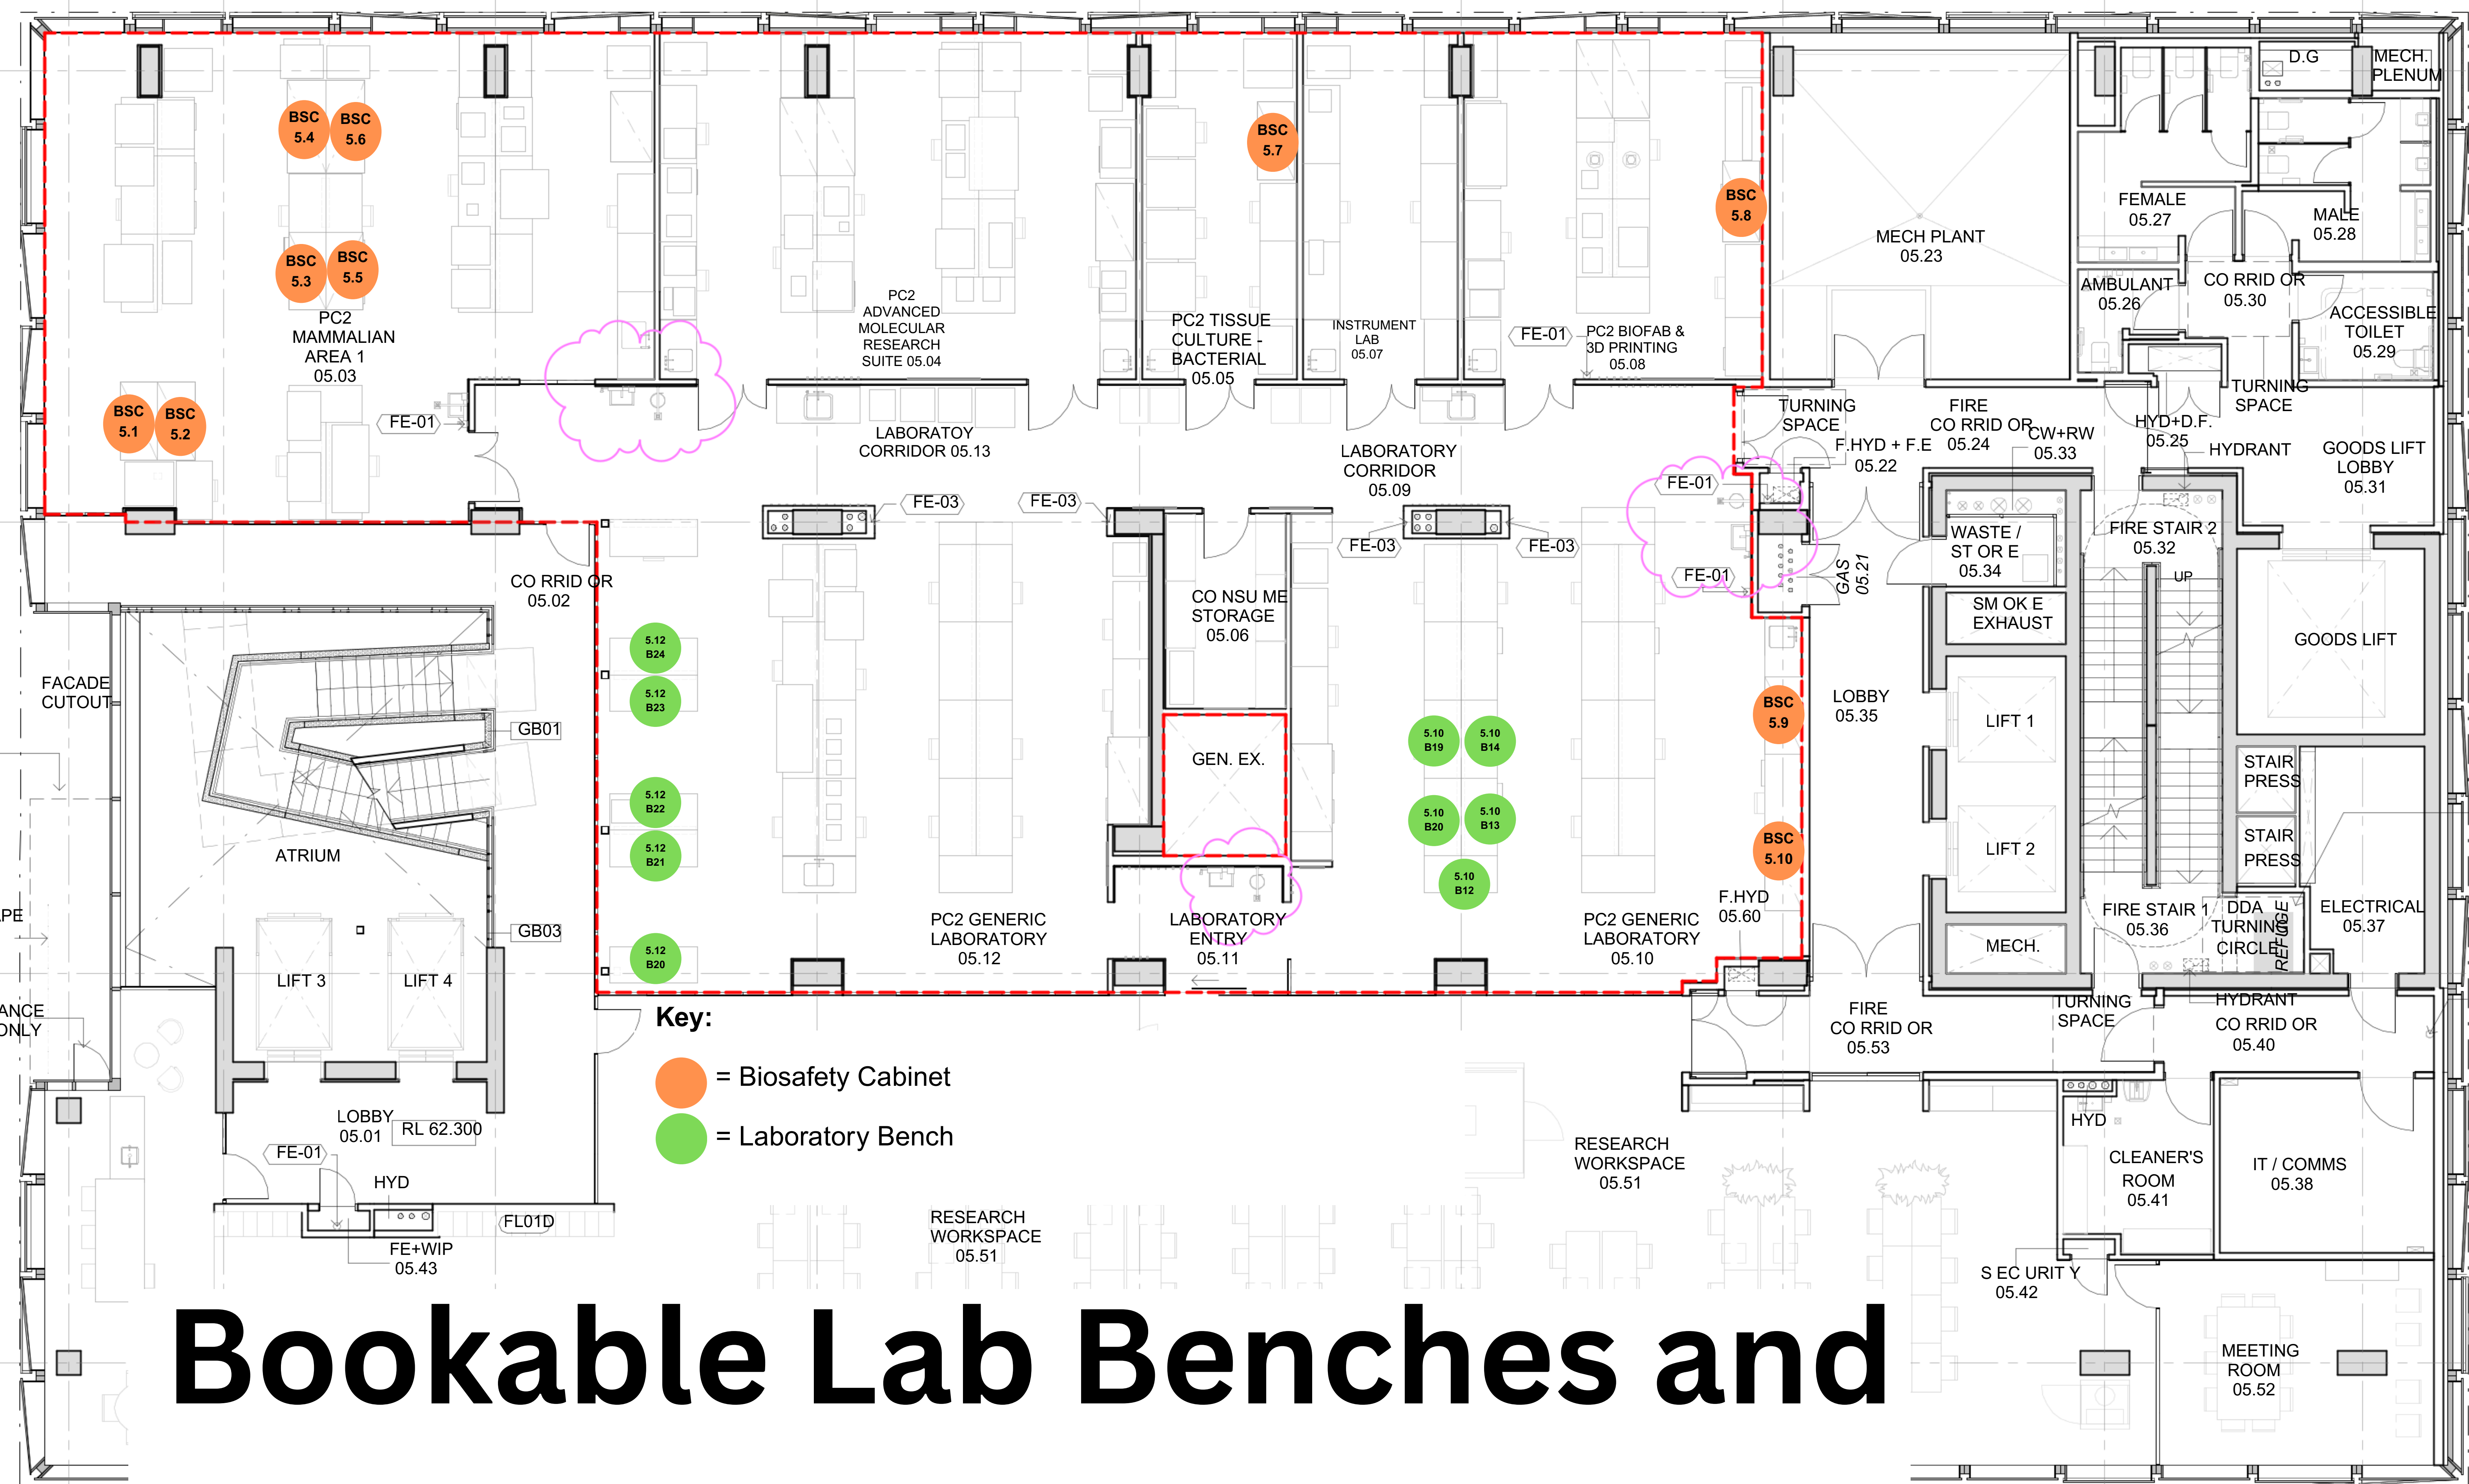 D.G
MECH.
PLENUM
BSC
5.4
BSC
5.6
BSC
5.7
BSC
5.8
FEMALE
05.27
MALE
05.28
MECH PLANT
05.23
BSC
5.3
BSC
5.5
AMBULANT
05.26
CO RRID OR
05.30
ACCESSIBLE
TOILET
05.29
PC2
MAMMALIAN
AREA 1
05.03
PC2
ADVANCED
MOLECULAR
RESEARCH
SUITE 05.04
PC2 TISSUE
CULTURE -
BACTERIAL
05.05
INSTRUMENT
LAB
05.07
FE-01
PC2 BIOFAB &
3D PRINTING
05.08
TURNING
SPACE
BSC
5.1
BSC
5.2
FE-01
LABORATOY
CORRIDOR 05.13
LABORATORY
CORRIDOR
05.09
TURNING
SPACE
F.HYD + F.E
05.22
FIRE
CO RRID OR
05.24
CW+RW
05.33
HYD+D.F.
05.25
HYDRANT
GOODS LIFT
LOBBY
05.31
FE-03
FE-03
FE-01
FE-03
FE-03
FE-01
GAS
05.21
WASTE /
ST OR E
05.34
FIRE STAIR 2
05.32
UP
CO RRID OR
05.02
CO NSU ME
STORAGE
05.06
SM OK E
EXHAUST
GOODS LIFT
5.12
B24
5.12
B23
FACADE
CUTOUT
GB01
GEN. EX.
5.10
B19
5.10
B14
BSC
5.9
LOBBY
05.35
LIFT 1
STAIR
PRESS
5.12
B22
5.12
B21
5.10
B20
5.10
B13
5.10
B12
BSC
5.10
LIFT 2
STAIR
PRESS
ATRIUM
F.HYD
05.60
APE
GB03
PC2 GENERIC
LABORATORY
05.12
LABORATORY
ENTRY
05.11
PC2 GENERIC
LABORATORY
05.10
MECH.
FIRE STAIR 1
05.36
DDA
TURNING
CIRCLE
REFUGE
ELECTRICAL
05.37
5.12
B20
LIFT 3
LIFT 4
ANCE
ONLY
Key:
= Biosafety Cabinet
= Laboratory Bench
FIRE
CO RRID OR
05.53
TURNING
SPACE
HYDRANT
CO RRID OR
05.40
LOBBY
05.01
RL 62.300
FE-01
HYD
FE+WIP
05.43
FL01D
RESEARCH
WORKSPACE
05.51
RESEARCH
WORKSPACE
05.51
HYD
CLEANER'S
ROOM
05.41
IT / COMMS
05.38
S EC URIT Y
05.42
MEETING
ROOM
05.52
Bookable Lab Benches and